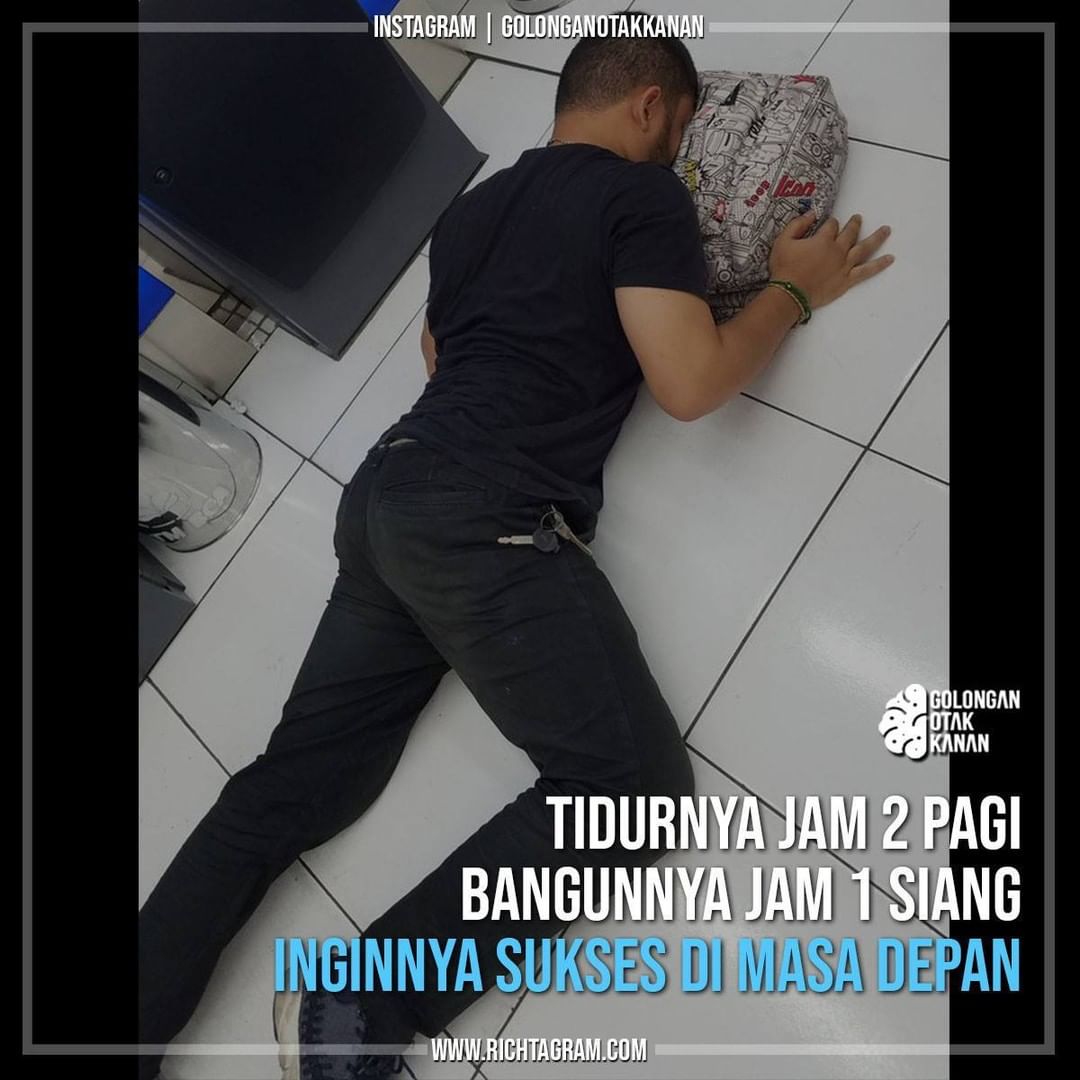 INSTAGRAM | GOLONGANOTAKKANAN
Icon
GOLONGAN
OTAK
KANAN
TIDURNYA JAM 2 PAGI
BANGUNNYA JAM 1 SIANG
INGINNYA SUKSES DI MASA DEPAN
WWW.RICHTAGRAM.COM